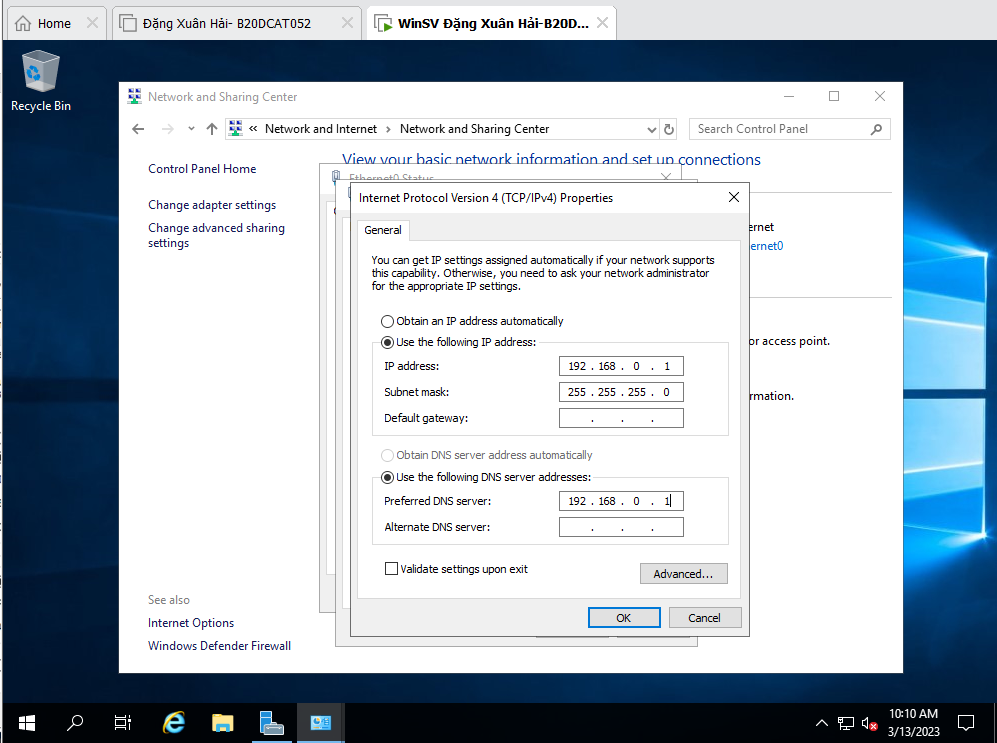 Home
Đặng Xuân Hải- B20DCAT052
WinSV Đặng Xuân Hải-B20D...
Recycle Bin
Network and Sharing Center
« Network and Internet > Network and Sharing Center
Search Control Panel
Control Panel Home
Change adapter settings
Change advanced sharing
settings
View your basic network information and set up connections
Ethernet0 Status
Internet Protocol Version 4 (TCP/IPv4) Properties
General
You can get IP settings assigned automatically if your network supports
this capability. Otherwise, you need to ask your network administrator
for the appropriate IP settings.
Obtain an IP address automatically
Use the following IP address:
IP address: 192 . 168 . 0 . 1
Subnet mask: 255 . 255 . 255 . 0
Default gateway: . . .
Obtain DNS server address automatically
Use the following DNS server addresses:
Preferred DNS server: 192 . 168 . 0 . 1
Alternate DNS server: . . .
Validate settings upon exit
Advanced...
OK
Cancel
ernet
ernet0
or access point.
rmation.
See also
Internet Options
Windows Defender Firewall
10:10 AM
3/13/2023